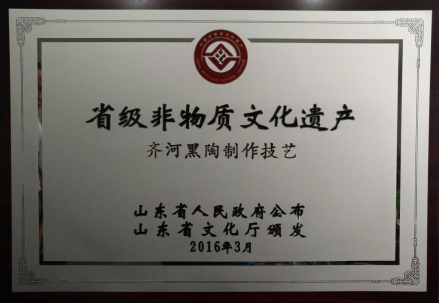 省级非物质文化遗产
齐河黑陶制作技艺
山东省人民政府公布
山东省文化厅颁发
2016年3月